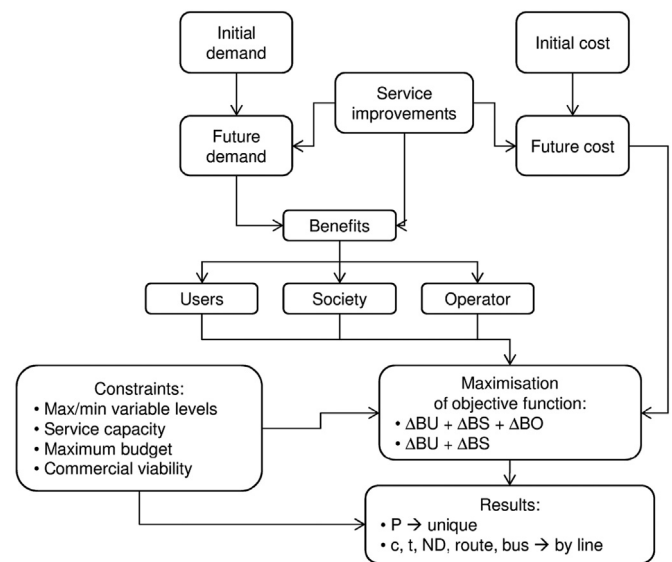 Initial
demand
Initial cost
Service
improvements
Future
demand
Future cost
Benefits
Users
Society
Operator
Constraints:
• Max/min variable levels
• Service capacity
• Maximum budget
• Commercial viability
Maximisation
of objective function:
• ΔBU + ΔBS + ΔBO
• ΔBU + ΔBS
Results:
• P → unique
• c, t, ND, route, bus → by line